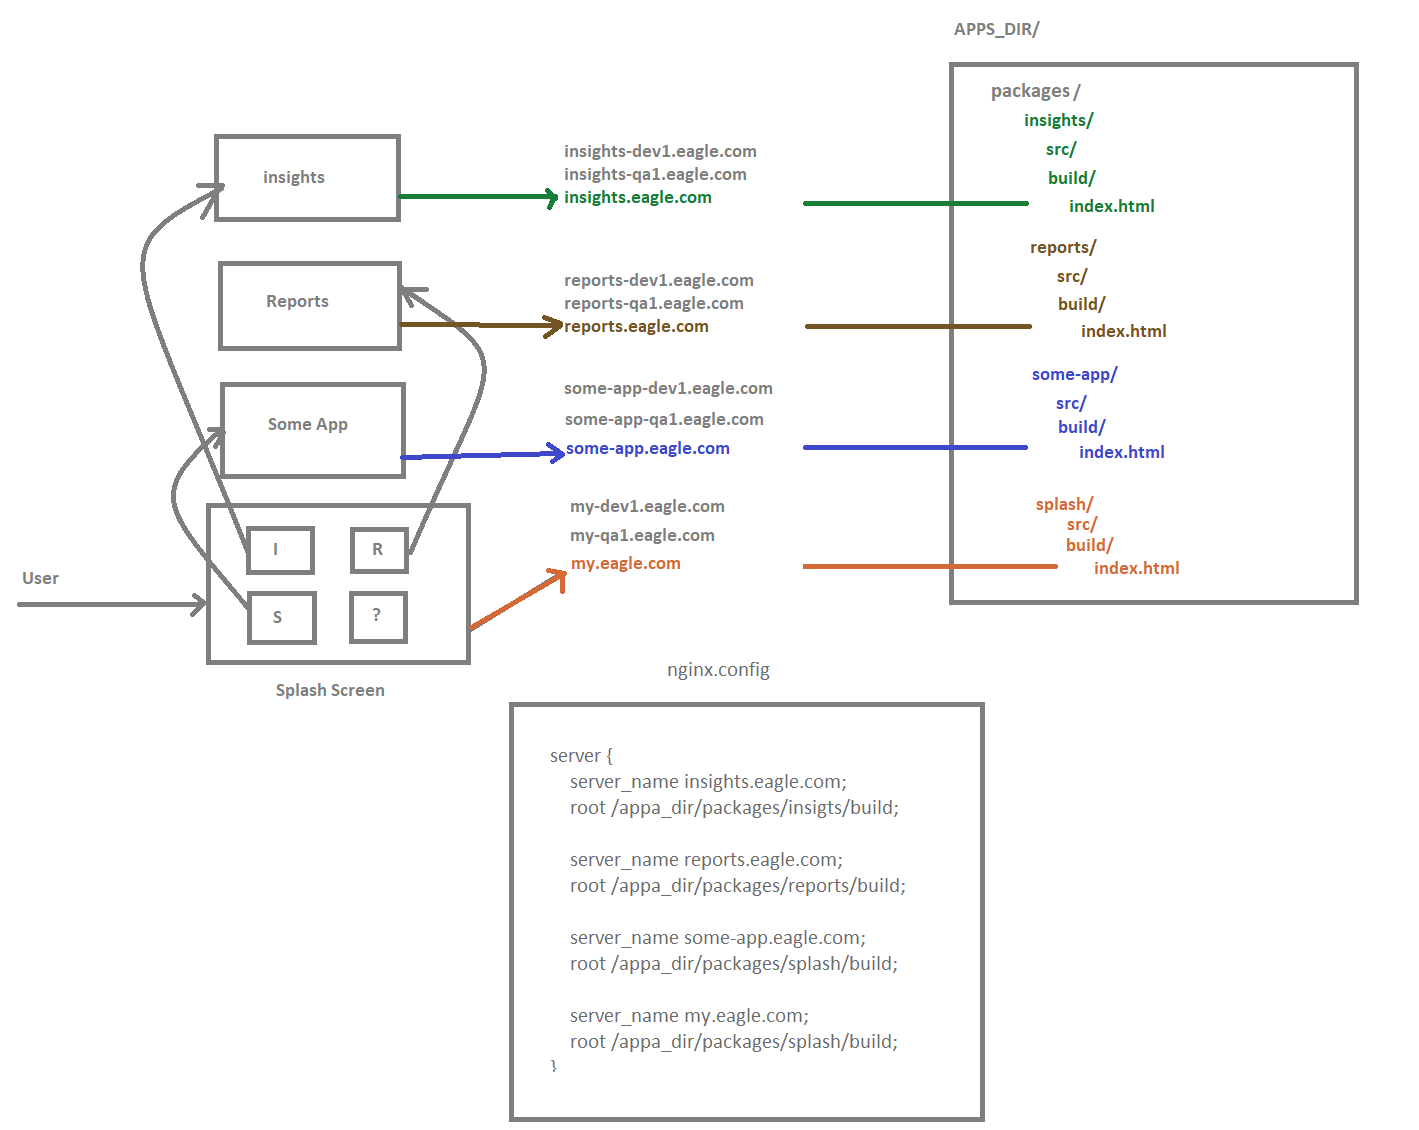 APPS_DIR/
packages/
insights/
src/
build/
index.html
reports/
src/
build/
index.html
some-app/
src/
build/
index.html
splash/
src/
build/
index.html
insights
insights-dev1.eagle.com
insights-qa1.eagle.com
insights.eagle.com
Reports
reports-dev1.eagle.com
reports-qa1.eagle.com
reports.eagle.com
Some App
some-app-dev1.eagle.com
some-app-qa1.eagle.com
some-app.eagle.com
my-dev1.eagle.com
my-qa1.eagle.com
my.eagle.com
User
I
R
S
?
Splash Screen
nginx.config
server {
server_name insights.eagle.com;
root /appa_dir/packages/insigts/build;
server_name reports.eagle.com;
root /appa_dir/packages/reports/build;
server_name some-app.eagle.com;
root /appa_dir/packages/splash/build;
server_name my.eagle.com;
root /appa_dir/packages/splash/build;
}